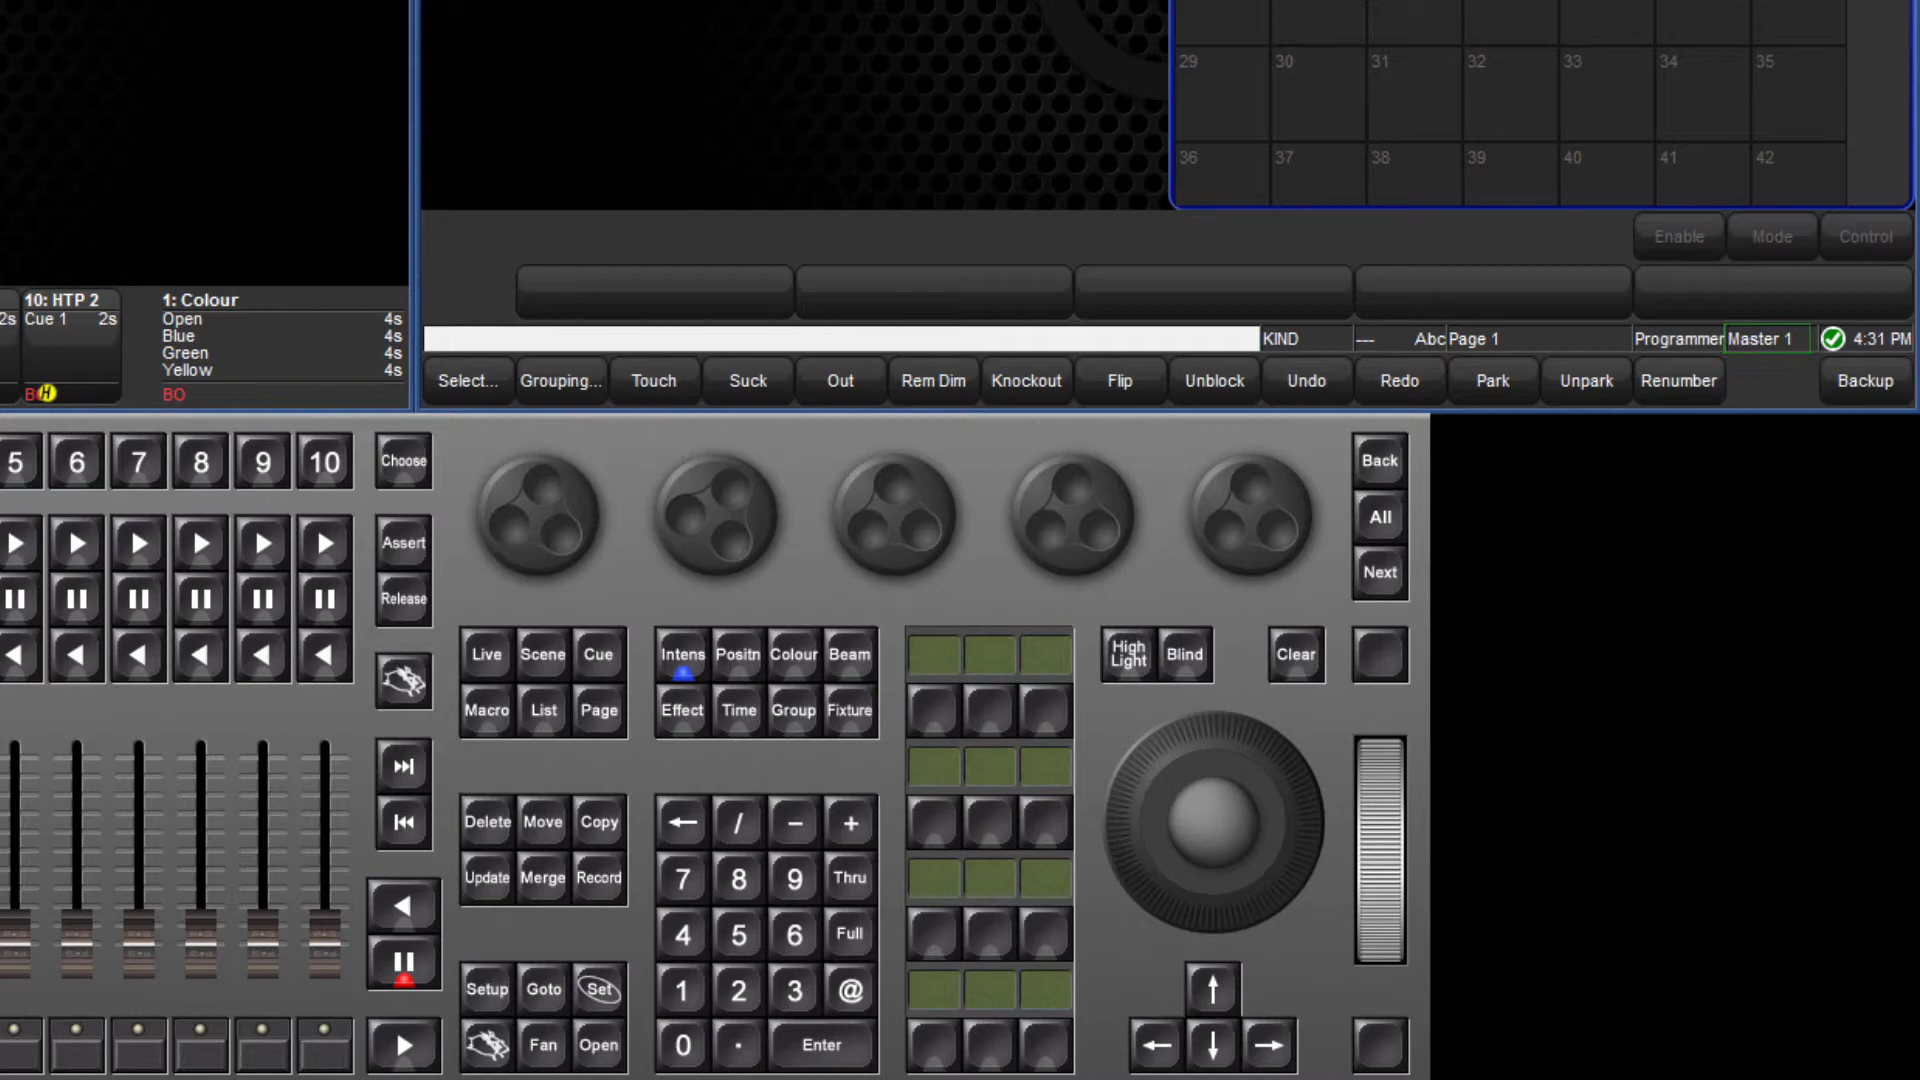 29 30 31 32 33 34 35
36 37 38 39 40 41 42
Enable Mode Control
10: HTP 2
2s Cue 1 2s
1: Colour
Open 4s
Blue 4s
Green 4s
Yellow 4s
BO
H
KIND --- Abc Page 1 Programmer Master 1 4:31 PM
Select... Grouping... Touch Suck Out Rem Dim Knockout Flip Unblock Undo Redo Park Unpark Renumber Backup
5 6 7 8 9 10 Choose
Assert
Release
Back
All
Next
Live Scene Cue
Macro List Page
Intens Positn Colour Beam
Effect Time Group Fixture
High Light Blind Clear
Delete Move Copy
Update Merge Record
← / − +
7 8 9 Thru
4 5 6 Full
1 2 3 @
0 . Enter
Setup Goto Set
Fan Open